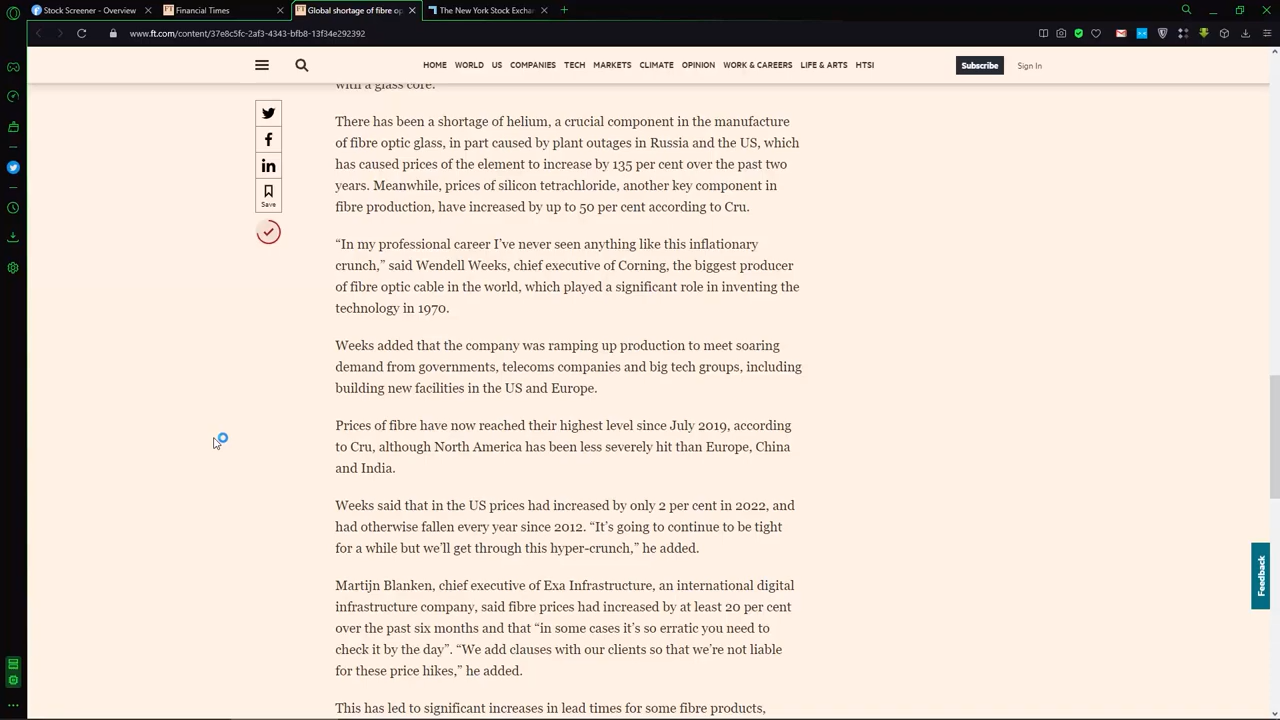 Stock Screener - Overview
Financial Times
Global shortage of fibre op
The New York Stock Exchan
www.ft.com/content/37e8c5fc-2af3-4343-bfb8-13f34e292392
HOME WORLD US COMPANIES TECH MARKETS CLIMATE OPINION WORK & CAREERS LIFE & ARTS HTSI
Subscribe
Sign In
with a glass core.
There has been a shortage of helium, a crucial component in the manufacture
of fibre optic glass, in part caused by plant outages in Russia and the US, which
has caused prices of the element to increase by 135 per cent over the past two
years. Meanwhile, prices of silicon tetrachloride, another key component in
fibre production, have increased by up to 50 per cent according to Cru.
Save
“In my professional career I’ve never seen anything like this inflationary
crunch,” said Wendell Weeks, chief executive of Corning, the biggest producer
of fibre optic cable in the world, which played a significant role in inventing the
technology in 1970.
Weeks added that the company was ramping up production to meet soaring
demand from governments, telecoms companies and big tech groups, including
building new facilities in the US and Europe.
Prices of fibre have now reached their highest level since July 2019, according
to Cru, although North America has been less severely hit than Europe, China
and India.
Weeks said that in the US prices had increased by only 2 per cent in 2022, and
had otherwise fallen every year since 2012. “It’s going to continue to be tight
for a while but we’ll get through this hyper-crunch,” he added.
Martijn Blanken, chief executive of Exa Infrastructure, an international digital
infrastructure company, said fibre prices had increased by at least 20 per cent
over the past six months and that “in some cases it’s so erratic you need to
check it by the day”. “We add clauses with our clients so that we’re not liable
for these price hikes,” he added.
This has led to significant increases in lead times for some fibre products,
Feedback